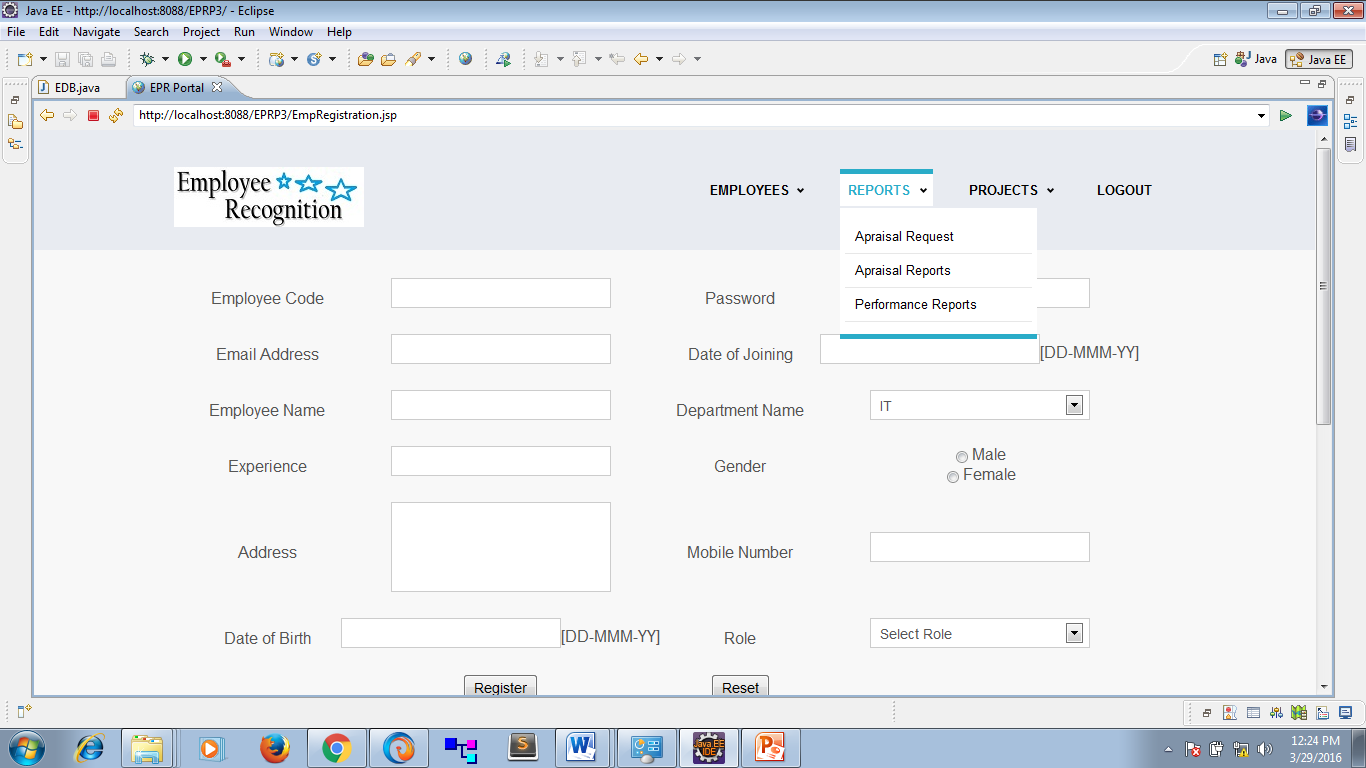 Java EE - http://localhost:8088/EPRP3/ - Eclipse
File Edit Navigate Search Project Run Window Help
Java Java EE
EDB.java EPR Portal
http://localhost:8088/EPRP3/EmpRegistration.jsp
Employee
Recognition
EMPLOYEES REPORTS PROJECTS LOGOUT
Apraisal Request
Apraisal Reports
Performance Reports
Employee Code Password
Email Address Date of Joining [DD-MMM-YY]
Employee Name Department Name IT
Experience Gender Male
Female
Address Mobile Number
Date of Birth [DD-MMM-YY] Role Select Role
Register Reset
Java EE
IDE
12:24 PM
3/29/2016